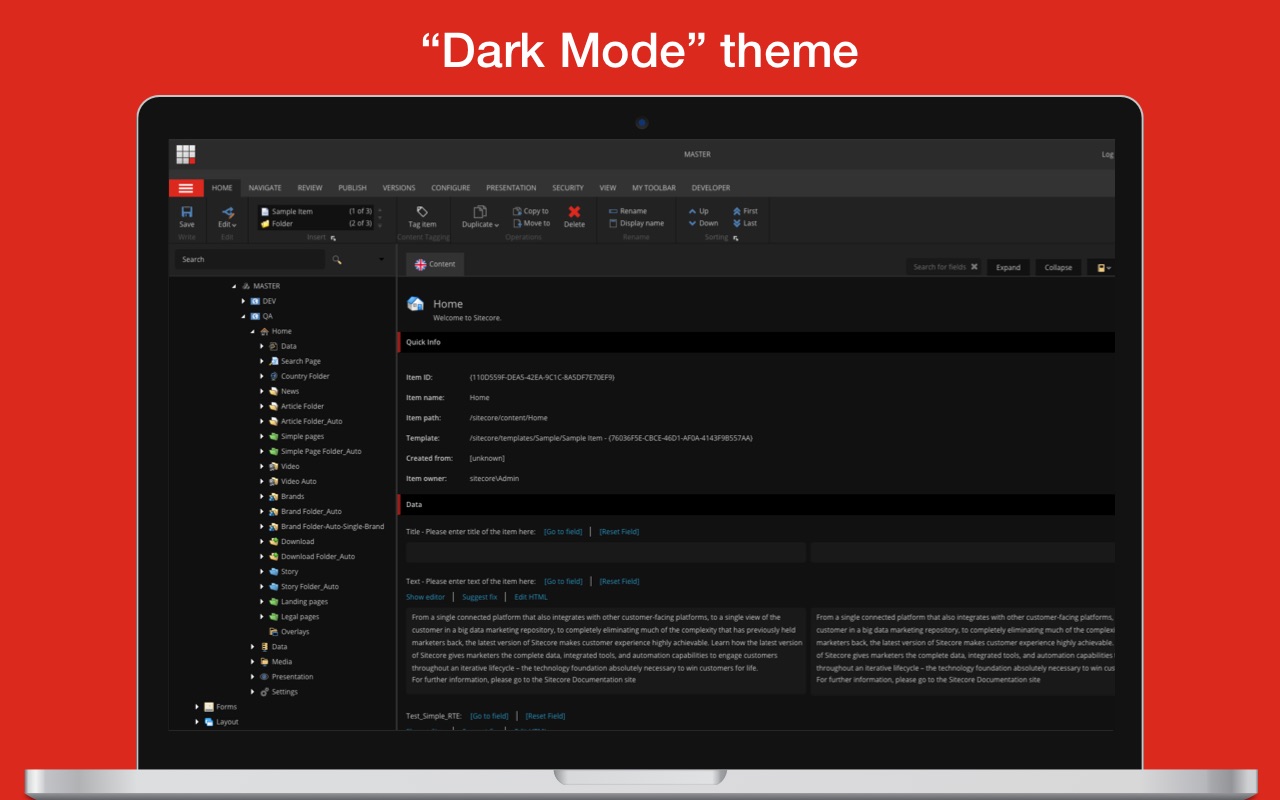 “Dark Mode” theme
MASTER
Log
HOME NAVIGATE REVIEW PUBLISH VERSIONS CONFIGURE PRESENTATION SECURITY VIEW MY TOOLBAR DEVELOPER
Sample Item (1 of 3)
Folder (2 of 3)
Save
Edit
Tag item
Duplicate
Copy to
Move to
Delete
Rename
Display name
Up First
Down Last
Write Edit Insert Content Tagging Operations Rename Sorting
Search
Content
Search for fields
Expand
Collapse
MASTER
DEV
QA
Home
Data
Search Page
Country Folder
News
Article Folder
Article Folder_Auto
Simple pages
Simple Page Folder_Auto
Video
Video Auto
Brands
Brand Folder_Auto
Brand Folder-Auto-Single-Brand
Download
Download Folder_Auto
Story
Story Folder_Auto
Landing pages
Legal pages
Overlays
Data
Media
Presentation
Settings
Forms
Layout
Home
Welcome to Sitecore.
Quick Info
Item ID: {110D559F-DEA5-42EA-9C1C-8A5DF7E70EF9}
Item name: Home
Item path: /sitecore/content/Home
Template: /sitecore/templates/Sample/Sample Item - {76036F5E-CBCE-46D1-AF0A-4143F9B557AA}
Created from: [unknown]
Item owner: sitecore\Admin
Data
Title - Please enter title of the item here: [Go to field] | [Reset Field]
Text - Please enter text of the item here: [Go to field] | [Reset Field]
Show editor | Suggest fix | Edit HTML
From a single connected platform that also integrates with other customer-facing platforms, to a single view of the
customer in a big data marketing repository, to completely eliminating much of the complexity that has previously held
marketers back, the latest version of Sitecore makes customer experience highly achievable. Learn how the latest version
of Sitecore gives marketers the complete data, integrated tools, and automation capabilities to engage customers
throughout an iterative lifecycle – the technology foundation absolutely necessary to win customers for life.
For further information, please go to the Sitecore Documentation site
From a single connected platform that also integrates with other customer-facing platforms,
customer in a big data marketing repository, to completely eliminating much of the complexi
marketers back, the latest version of Sitecore makes customer experience highly achievable.
of Sitecore gives marketers the complete data, integrated tools, and automation capabilities
throughout an iterative lifecycle – the technology foundation absolutely necessary to win cus
For further information, please go to the Sitecore Documentation site
Test_Simple_RTE: [Go to field] | [Reset Field]